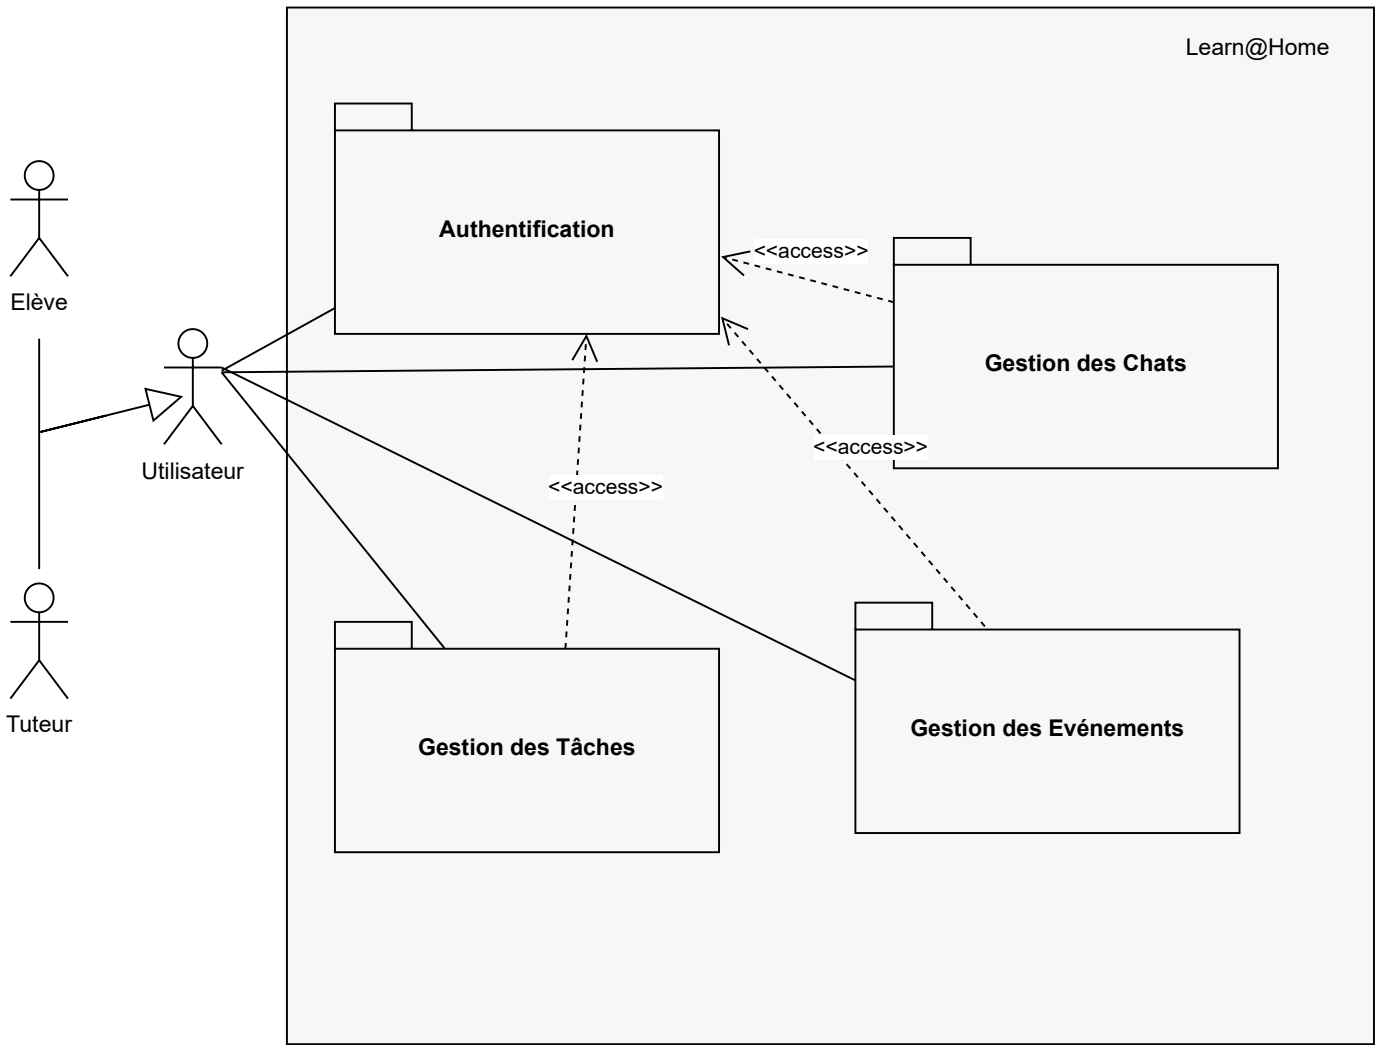 Learn@Home
Elève
Authentification
<<access>>
Utilisateur
Gestion des Chats
<<access>>
<<access>>
Tuteur
Gestion des Tâches
Gestion des Evénements